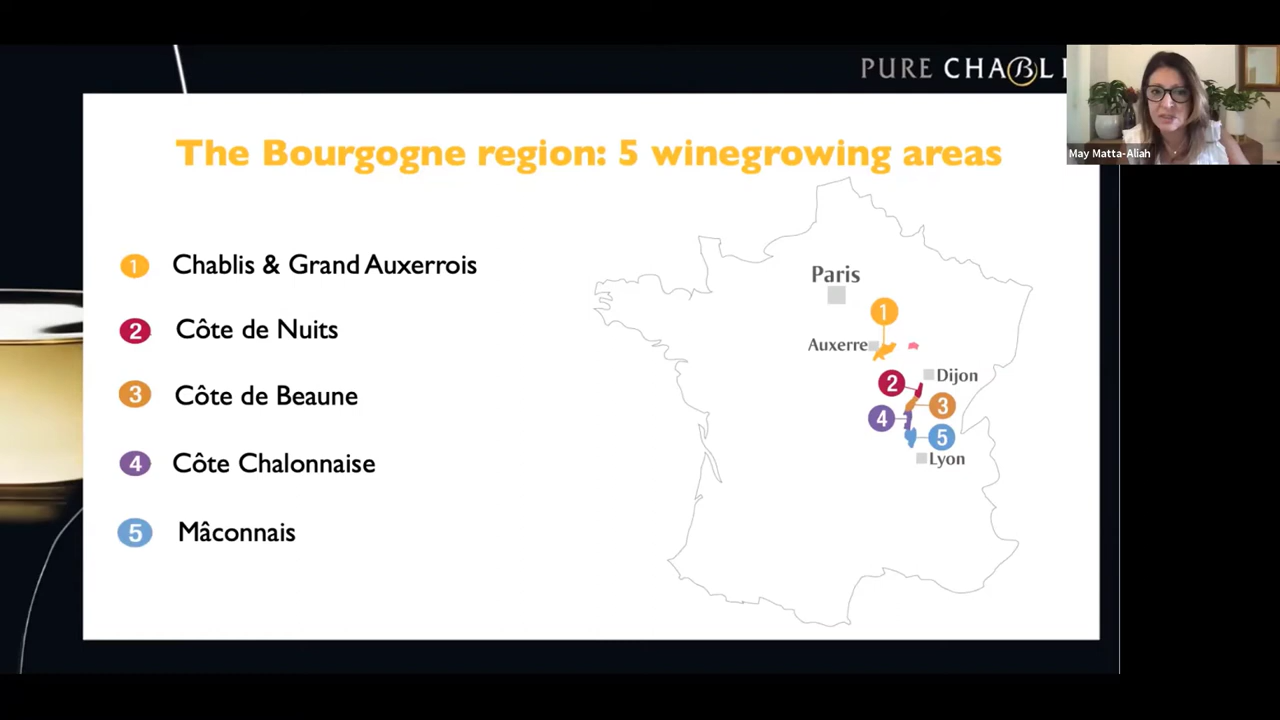 PURE CHABLI
May Matta-Aliah
The Bourgogne region: 5 winegrowing areas
1 Chablis & Grand Auxerrois
2 Côte de Nuits
3 Côte de Beaune
4 Côte Chalonnaise
5 Mâconnais
Paris
1
Auxerre
Dijon
2
3
4
5
Lyon